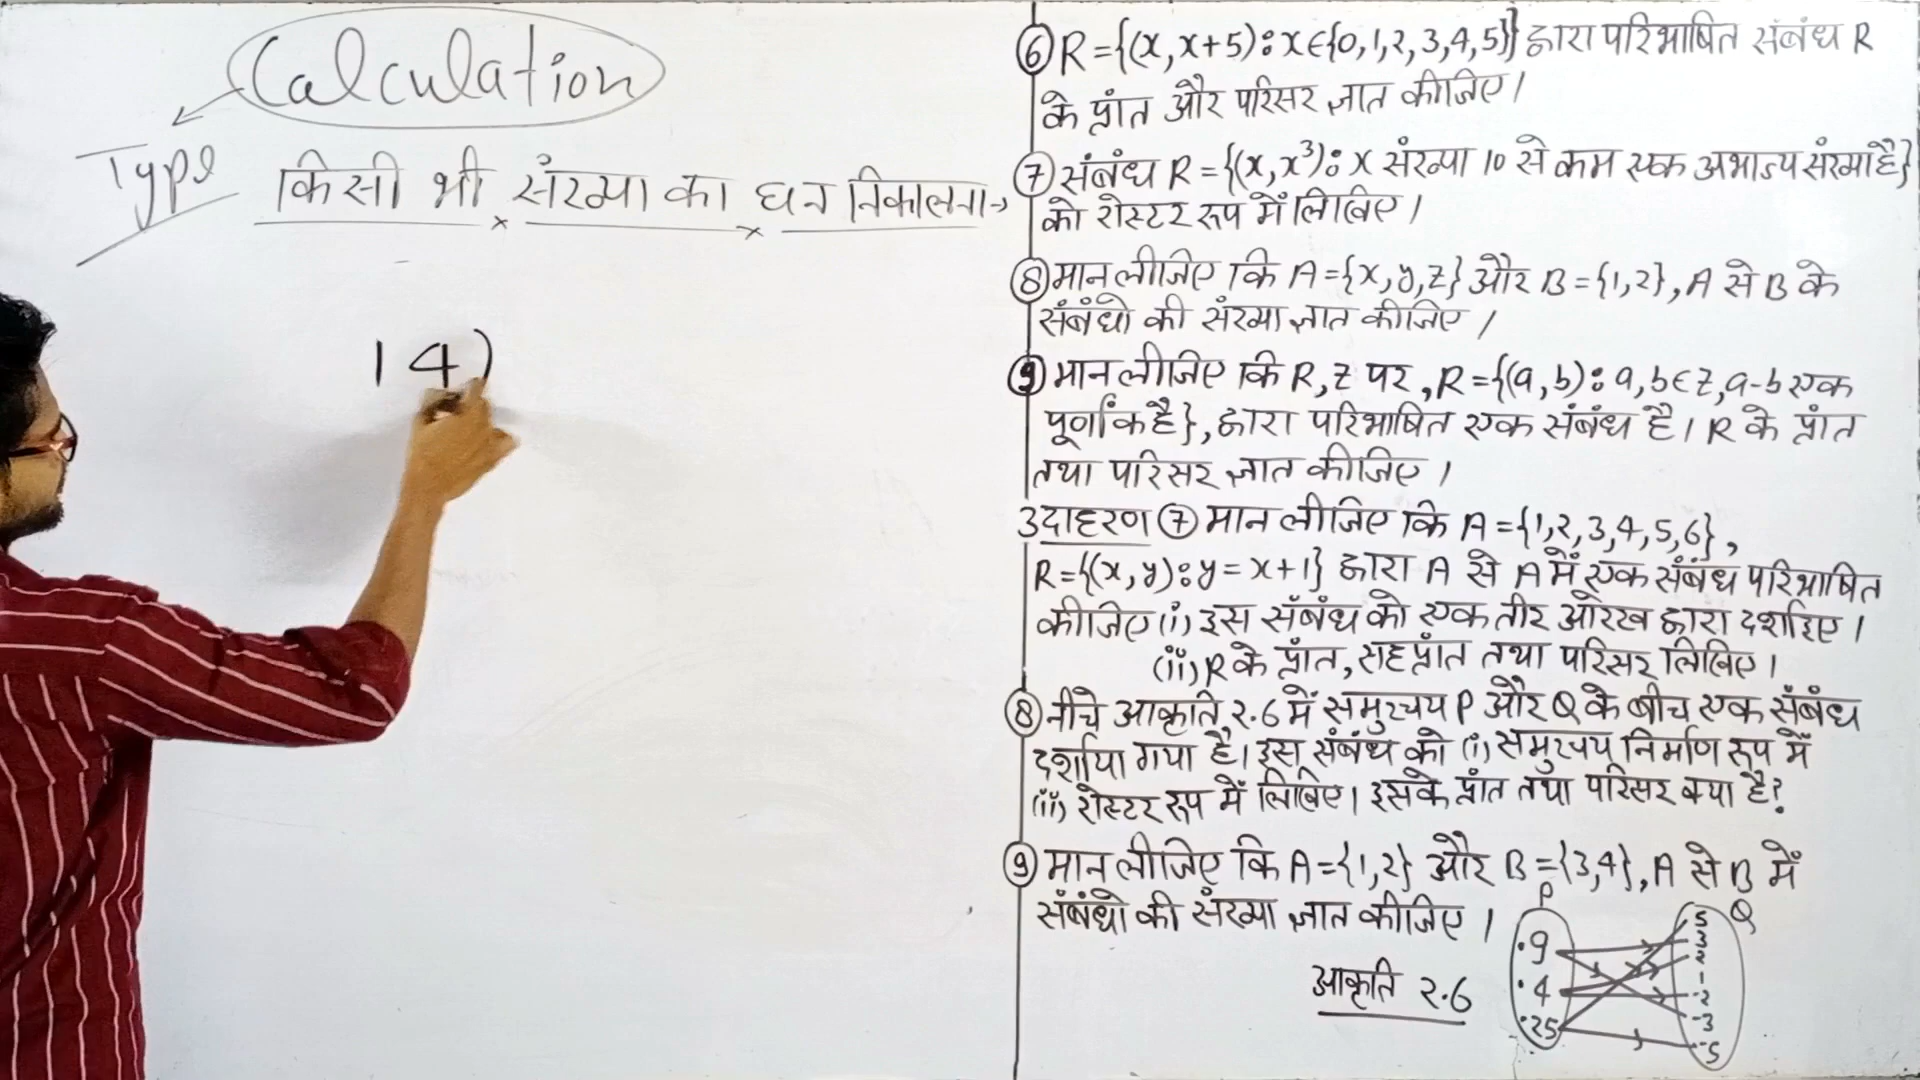 Calculation
Type किसी भी संख्या का घन निकालना→
14)
⑥ R={(x, x+5):x∈{0,1,2,3,4,5}} द्वारा परिभाषित संबंध R
के प्रांत और परिसर ज्ञात कीजिए।
⑦ संबंध R={(x, x³): x संख्या 10 से कम एक अभाज्य संख्या है}
को रोस्टर रूप में लिखिए।
⑧ मान लीजिए कि A={x,y,z} और B={1,2}, A से B के
संबंधो की संख्या ज्ञात कीजिए।
⑨ मान लीजिए कि R, Z पर, R={(a,b):a,b∈Z,a-b एक
पूर्णांक है}, द्वारा परिभाषित एक संबंध है। R के प्रांत
तथा परिसर ज्ञात कीजिए।
उदाहरण ⑦ मान लीजिए कि A={1,2,3,4,5,6},
R={(x,y):y=x+1} द्वारा A से A में एक संबंध परिभाषित
कीजिए (i) इस संबंध को एक तीर आरेख द्वारा दर्शाइए।
(ii) R के प्रांत, सहप्रांत तथा परिसर लिखिए।
⑧ नीचे आकृति 2.6 में समुच्चय P और Q के बीच एक संबंध
दर्शाया गया है। इस संबंध को (i) समुच्चय निर्माण रूप में
(ii) रोस्टर रूप में लिखिए। इसके प्रांत तथा परिसर क्या है?
⑨ मान लीजिए कि A={1,2} और B={3,4}, A से B में
संबंधो की संख्या ज्ञात कीजिए।
आकृति 2.6
P
.9
.4
.25
Q
5
3
2
1
-2
-3
-5